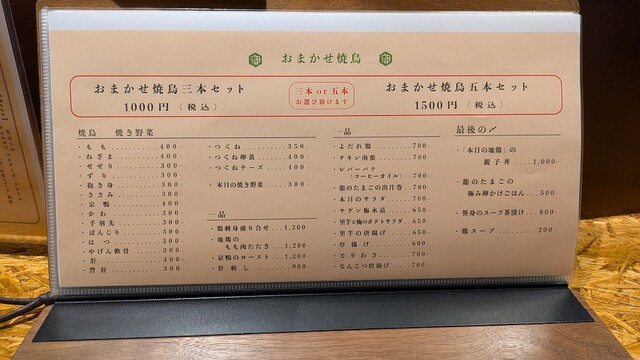 おまかせ焼鳥
おまかせ焼鳥三本セット
1000円（税込）
三本or五本
お選び頂けます
おまかせ焼鳥五本セット
1500円（税込）
焼鳥 焼き野菜
・もも............400
・ねぎま..........400
・せせり..........300
・ずり............300
・抱き身..........300
・ささみ..........300
・京鴨............400
・かわ............300
・手羽先..........300
・ぼんじり........300
・はつ............300
・やげん軟骨......300
・肝..............300
・背肝............300
・つくね..........350
・つくね卵黄......400
・つくねチーズ....400
・本日の焼き野菜...300
一品
・鶏刺身盛り合せ..1,200
・地鶏の
もも肉たたき..1,200
・京鴨のロースト..1,200
・肝刺し..........900
一品
・よだれ鶏........700
・チキン南蛮......700
・レバーパテ
（コーヒーオイル）..700
・龍のたまごの出汁巻..700
・本日のサラダ....700
・ヤゲン梅水晶....650
・里芋と梅のポテトサラダ..650
・里芋の唐揚げ....650
・厚揚げ..........600
・とりわさ........700
・なんこつ唐揚げ..700
最後の〆
・「本日の地鶏」の
親子丼....1,000
・龍のたまごの
極み卵かけごはん...500
・蟹身のスープ茶漬け...800
・鶏スープ........200